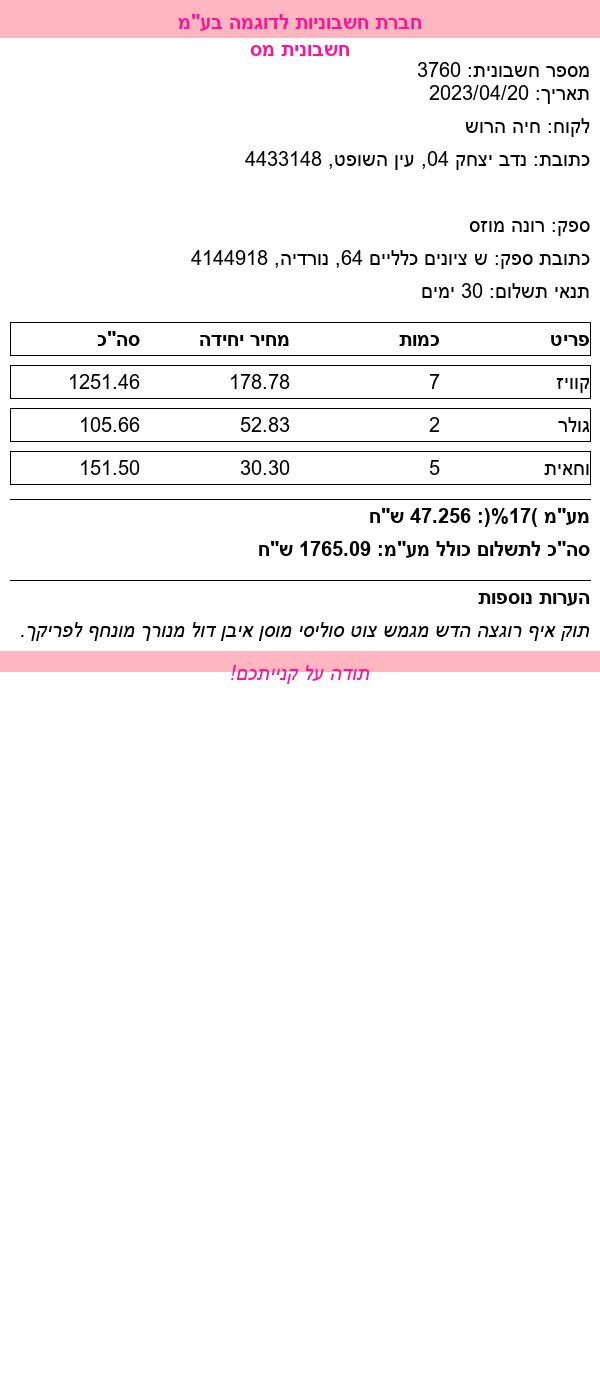 חברת חשבוניות לדוגמה בע"מ
חשבונית מס
מספר חשבונית: 3760
תאריך: 2023/04/20
לקוח: חיה הרוש
כתובת: נדב יצחק 04, עין השופט, 4433148
ספק: רונה מוזס
כתובת ספק: ש ציונים כלליים 64, נורדיה, 4144918
תנאי תשלום: 30 ימים
פריט כמות מחיר יחידה סה"כ
קוויז 7 178.78 1251.46
גולר 2 52.83 105.66
וחאית 5 30.30 151.50
מע"מ )17%(: 47.256 ש"ח
סה"כ לתשלום כולל מע"מ: 1765.09 ש"ח
הערות נוספות
תוק איף רוגצה הדש מגמש צוט סוליסי מוסן איבן דול מנורך מונחף לפריקך.
תודה על קנייתכם!